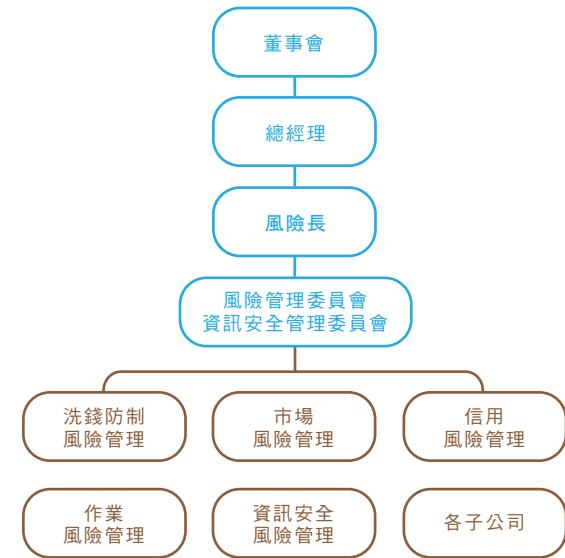 董事會
總經理
風險長
風險管理委員會
資訊安全管理委員會
洗錢防制
風險管理
市場
風險管理
信用
風險管理
作業
風險管理
資訊安全
風險管理
各子公司